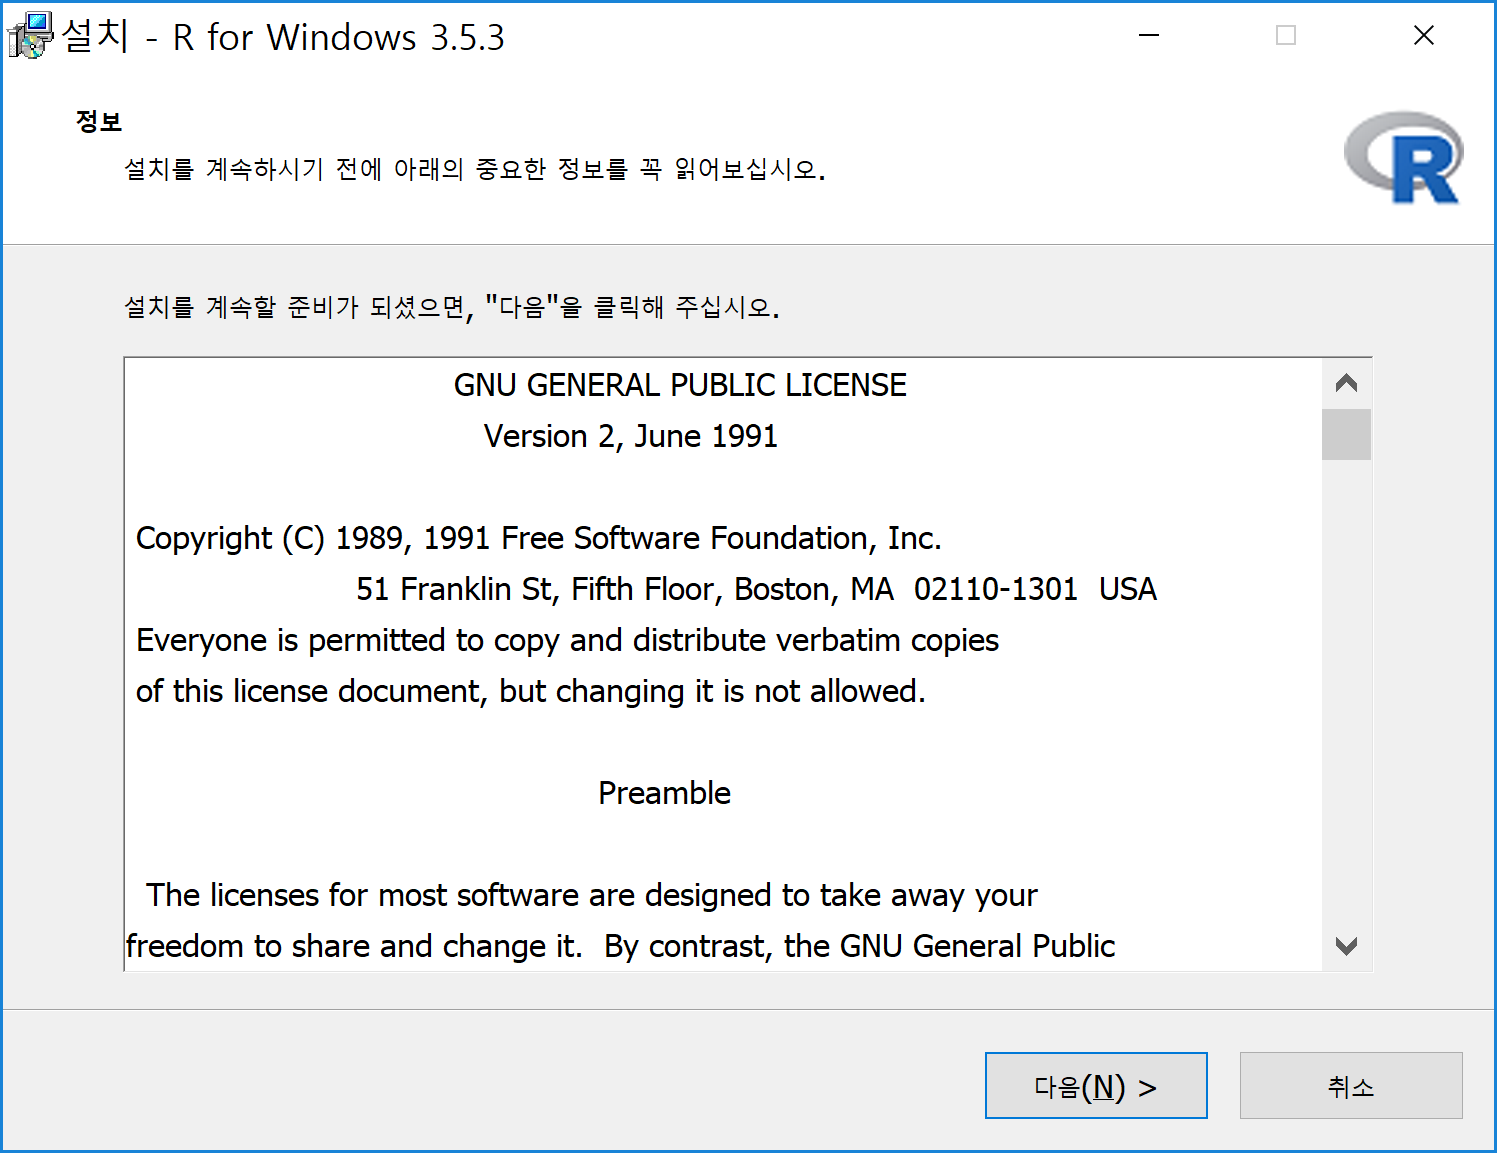 설치 - R for Windows 3.5.3
정보
설치를 계속하시기 전에 아래의 중요한 정보를 꼭 읽어보십시오.
R
설치를 계속할 준비가 되셨으면, "다음"을 클릭해 주십시오.
GNU GENERAL PUBLIC LICENSE
Version 2, June 1991
Copyright (C) 1989, 1991 Free Software Foundation, Inc.
51 Franklin St, Fifth Floor, Boston, MA  02110-1301  USA
Everyone is permitted to copy and distribute verbatim copies
of this license document, but changing it is not allowed.
Preamble
The licenses for most software are designed to take away your
freedom to share and change it.  By contrast, the GNU General Public
다음(N) >
취소